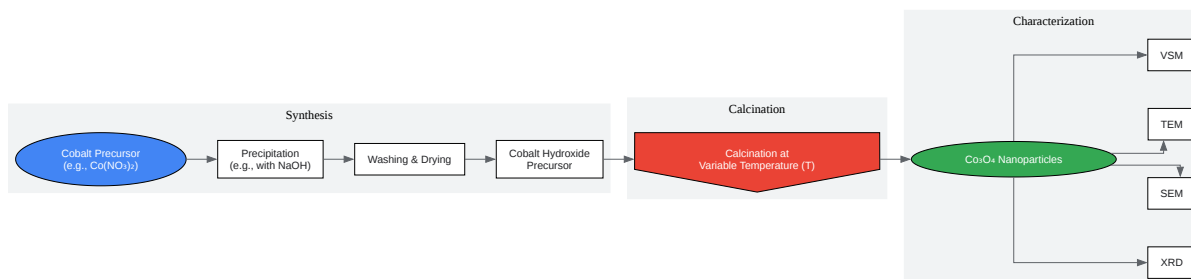 Synthesis
Cobalt Precursor
(e.g., Co(NO₃)₂)
Precipitation
(e.g., with NaOH)
Washing & Drying
Cobalt Hydroxide
Precursor
Calcination
Calcination at
Variable Temperature (T)
Characterization
Co₃O₄ Nanoparticles
VSM
TEM
SEM
XRD